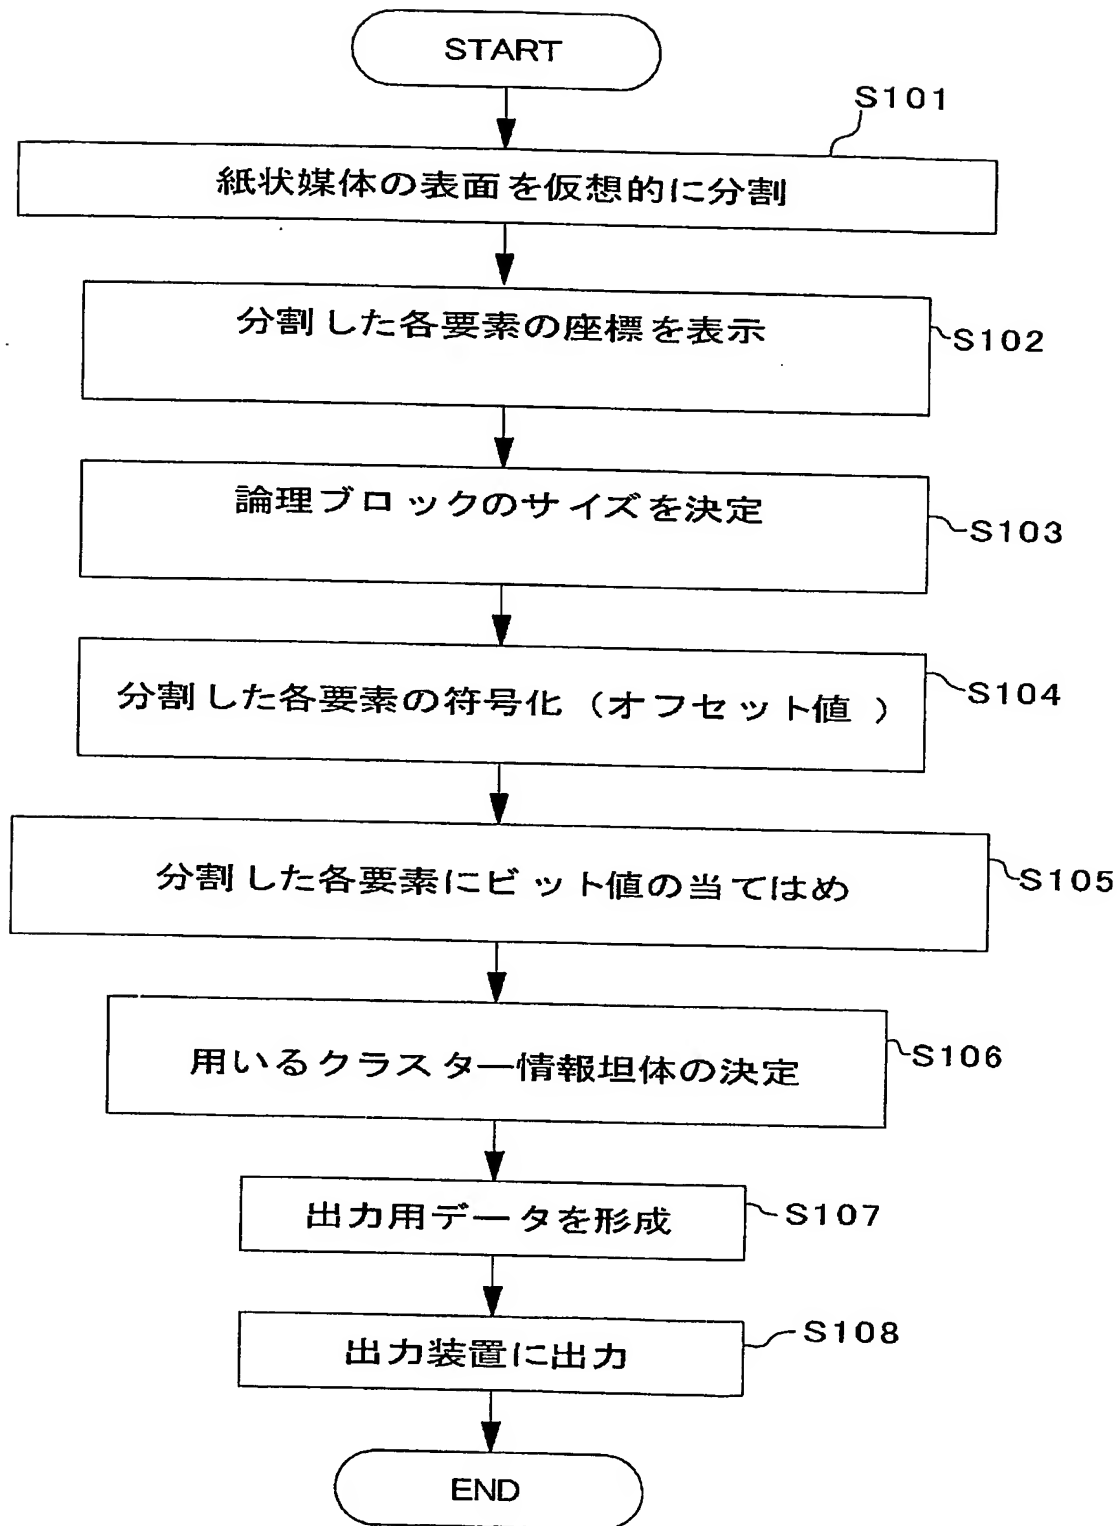 START
S101
紙状媒体の表面を仮想的に分割
分割した各要素の座標を表示
S102
論理ブロックのサイズを決定
S103
分割した各要素の符号化（オフセット値 ）
S104
分割した各要素にビット値の当てはめ
S105
用いるクラスター情報坦体の決定
S106
出力用データを形成
S107
出力装置に出力
S108
END